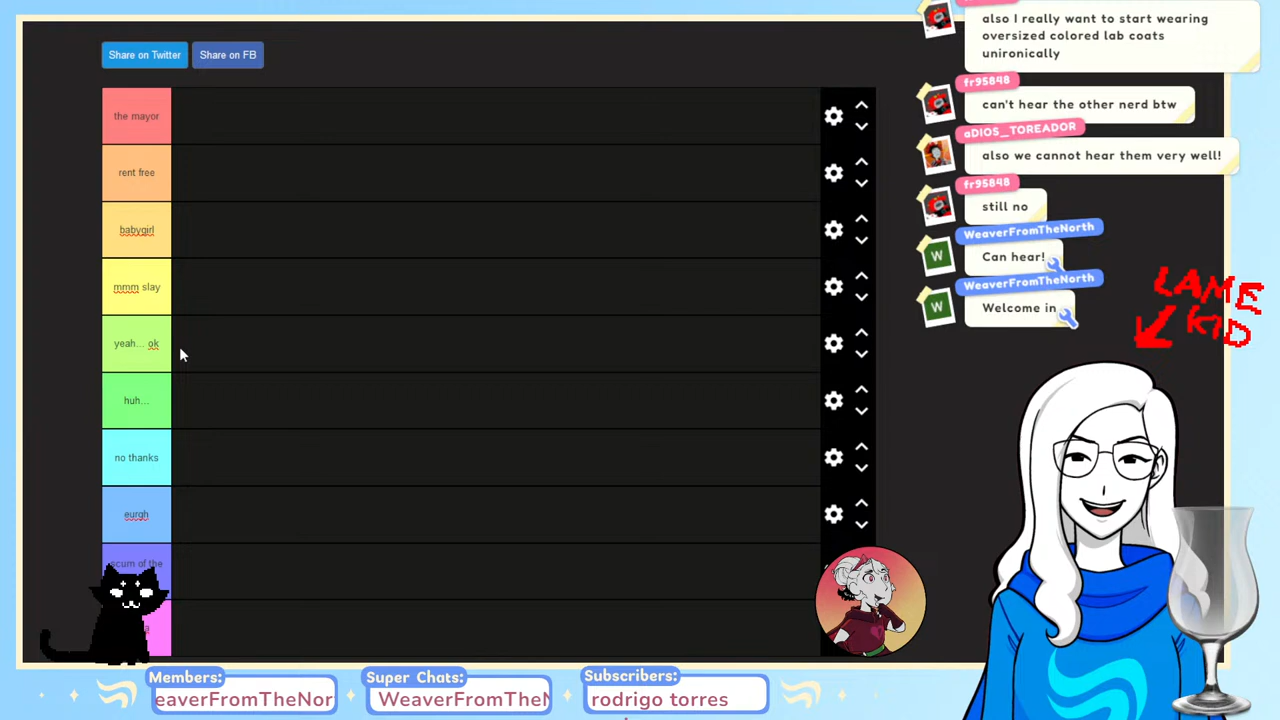 Share on Twitter
Share on FB
the mayor
rent free
babygirl
mmm slay
yeah... ok
huh...
no thanks
eurgh
scum of the
also I really want to start wearing
oversized colored lab coats
unironically
fr95848
can't hear the other nerd btw
aDIOS_TOREADOR
also we cannot hear them very well!
fr95848
still no
WeaverFromTheNorth
W
Can hear!
WeaverFromTheNorth
W
Welcome in
LAME
KID
Members:
eaverFromTheNor
Super Chats:
WeaverFromTheN
Subscribers:
rodrigo torres